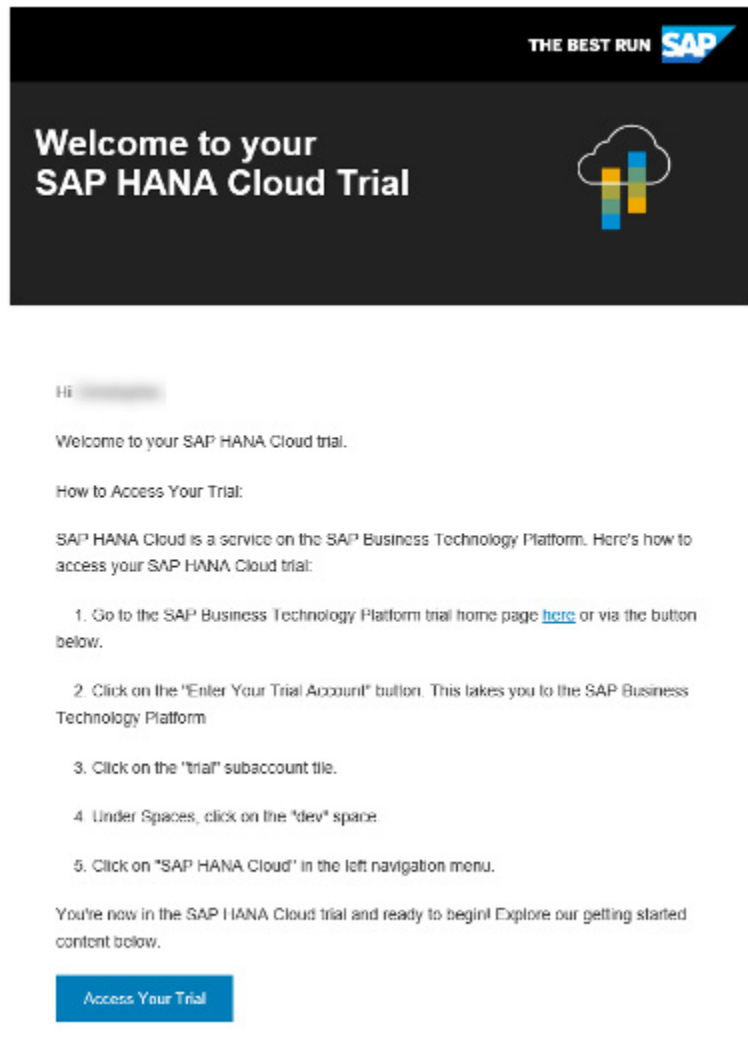 THE BEST RUN SAP
Welcome to your
SAP HANA Cloud Trial
Hi
Welcome to your SAP HANA Cloud trial.
How to Access Your Trial:
SAP HANA Cloud is a service on the SAP Business Technology Platform. Here's how to
access your SAP HANA Cloud trial:
1. Go to the SAP Business Technology Platform trial home page here or via the button
below.
2. Click on the "Enter Your Trial Account" button. This takes you to the SAP Business
Technology Platform
3. Click on the "trial" subaccount tile.
4. Under Spaces, click on the "dev" space.
5. Click on "SAP HANA Cloud" in the left navigation menu.
You're now in the SAP HANA Cloud trial and ready to begin! Explore our getting started
content below.
Access Your Trial